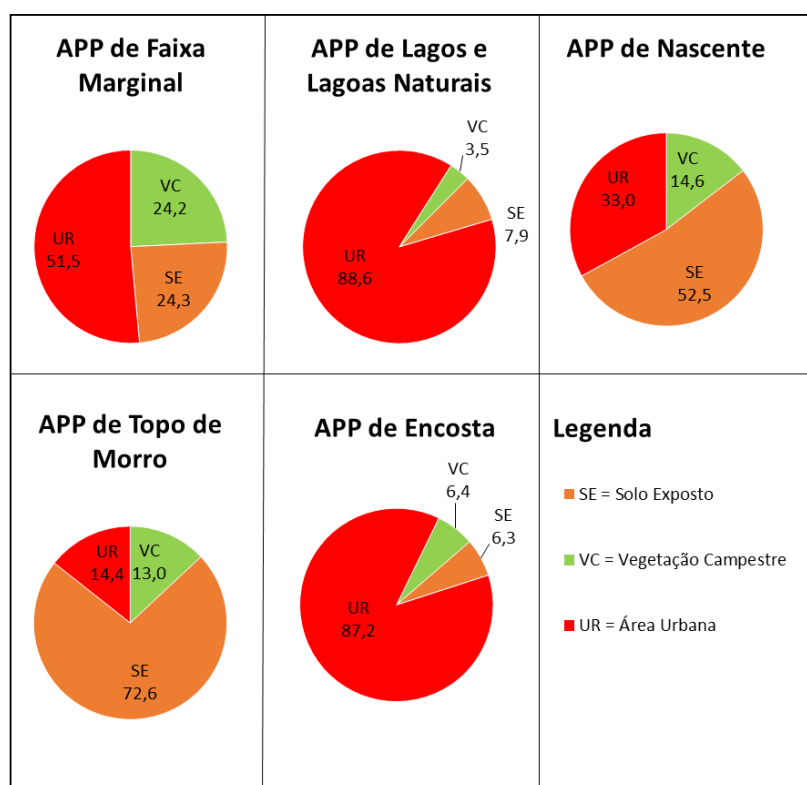 APP de Faixa
Marginal
VC
24,2
SE
24,3
UR
51,5
APP de Lagos e
Lagoas Naturais
VC
3,5
SE
7,9
UR
88,6
APP de Nascente
VC
14,6
SE
52,5
UR
33,0
APP de Topo de
Morro
VC
13,0
SE
72,6
UR
14,4
APP de Encosta
VC
6,4
SE
6,3
UR
87,2
Legenda
SE = Solo Exposto
VC = Vegetação Campestre
UR = Área Urbana